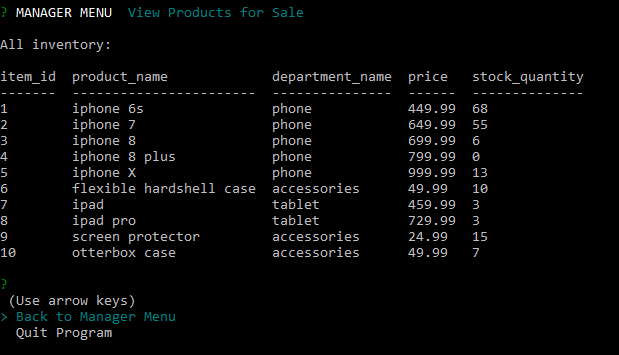 ? MANAGER MENU  View Products for Sale
All inventory:
item_id  product_name             department_name  price   stock_quantity
-------  -----------------------  ---------------  ------  --------------
1        iphone 6s                phone            449.99  68
2        iphone 7                 phone            649.99  55
3        iphone 8                 phone            699.99  6
4        iphone 8 plus            phone            799.99  0
5        iphone X                 phone            999.99  13
6        flexible hardshell case  accessories      49.99   10
7        ipad                     tablet           459.99  3
8        ipad pro                 tablet           729.99  3
9        screen protector         accessories      24.99   15
10       otterbox case            accessories      49.99   7
?
 (Use arrow keys)
> Back to Manager Menu
  Quit Program